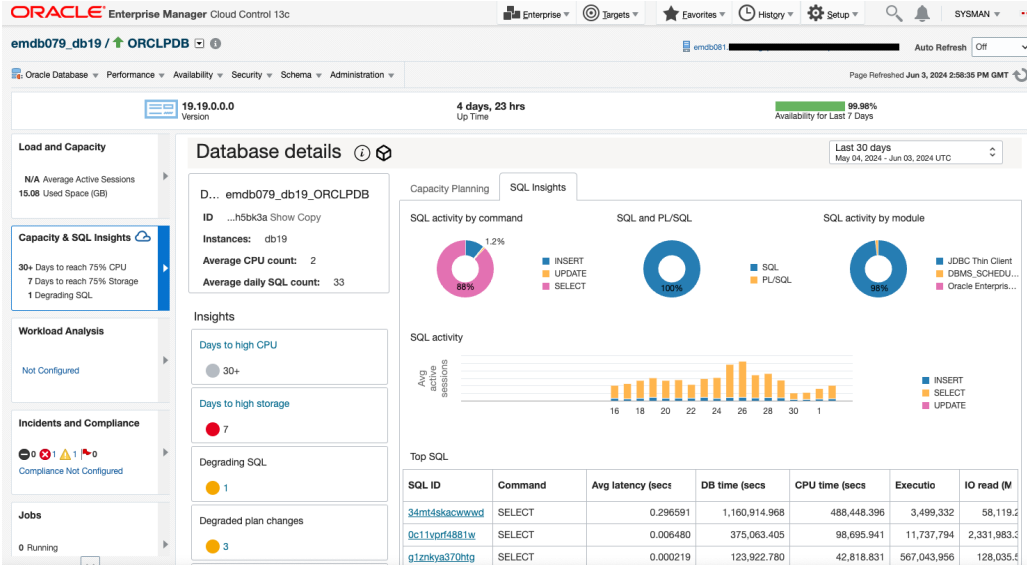 ORACLE® Enterprise Manager Cloud Control 13c
Enterprise Targets Favorites History Setup SYSMAN
emdb079_db19 / ORCLPDB
emdb081. Auto Refresh Off
Oracle Database Performance Availability Security Schema Administration
Page Refreshed Jun 3, 2024 2:58:35 PM GMT
19.19.0.0.0
Version
4 days, 23 hrs
Up Time
99.98%
Availability for Last 7 Days
Load and Capacity
N/A Average Active Sessions
15.08 Used Space (GB)
Capacity & SQL Insights
30+ Days to reach 75% CPU
7 Days to reach 75% Storage
1 Degrading SQL
Workload Analysis
Not Configured
Incidents and Compliance
0 1 1 0
Compliance Not Configured
Jobs
0 Running
Database details
Last 30 days
May 04, 2024 - Jun 03, 2024 UTC
D... emdb079_db19_ORCLPDB
ID ...h5bk3a Show Copy
Instances: db19
Average CPU count: 2
Average daily SQL count: 33
Insights
Days to high CPU
30+
Days to high storage
7
Degrading SQL
1
Degraded plan changes
3
Capacity Planning SQL Insights
SQL activity by command
1.2%
88%
INSERT
UPDATE
SELECT
SQL and PL/SQL
100%
SQL
PL/SQL
SQL activity by module
98%
JDBC Thin Client
DBMS_SCHEDU...
Oracle Enterpris...
SQL activity
Avg active sessions
16 18 20 22 24 26 28 30 1
INSERT
SELECT
UPDATE
Top SQL
SQL ID Command Avg latency (secs DB time (secs CPU time (secs Executio IO read (M
34mt4skacwwwd SELECT 0.296591 1,160,914.968 488,448.396 3,499,332 58,119.2
0c11vprf4881w SELECT 0.006480 375,063.405 98,695.941 11,737,794 2,331,983.3
g1znkya370htg SELECT 0.000219 123,922.780 42,818.831 567,043,956 128,035.5